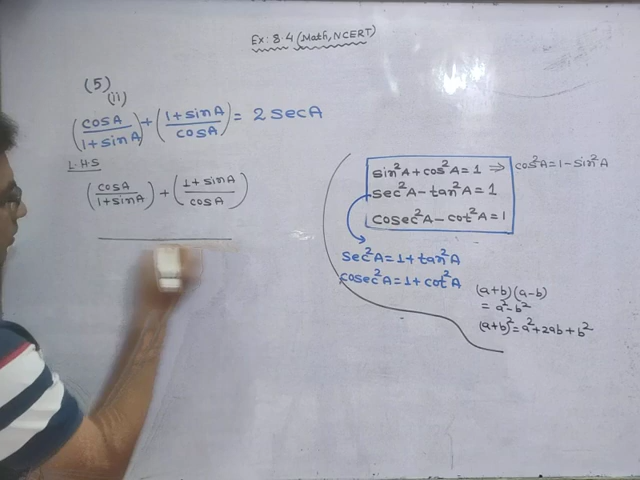 Ex: 8.4 (Math, NCERT)
(5)
(ii)
(cosA/1+sinA) + (1+sinA/cosA) = 2 secA
L.H.S
(cosA/1+sinA) + (1+sinA/cosA)
sin²A + cos²A = 1 ⇒ cos²A = 1 - sin²A
sec²A - tan²A = 1
cosec²A - cot²A = 1
sec²A = 1 + tan²A
cosec²A = 1 + cot²A
(a+b)(a-b)
= a² - b²
(a+b)² = a² + 2ab + b²